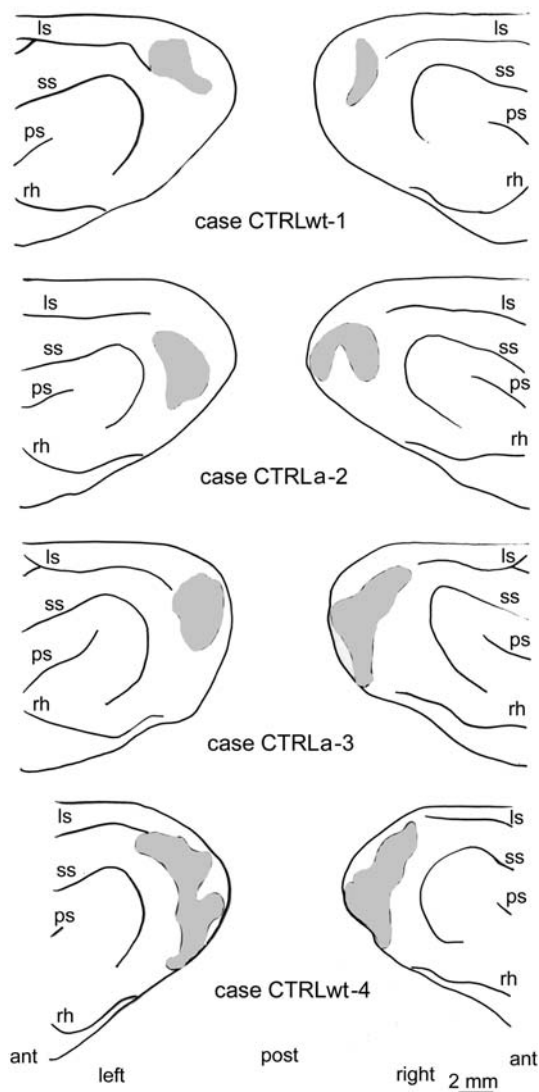 ls ls
ss ss
ps ps
rh rh
case CTRLwt-1
ls ls
ss ss
ps ps
rh rh
case CTRLa-2
ls ls
ss ss
ps ps
rh rh
case CTRLa-3
ls ls
ss ss
ps ps
case CTRLwt-4
rh rh
ant post ant
left right 2 mm